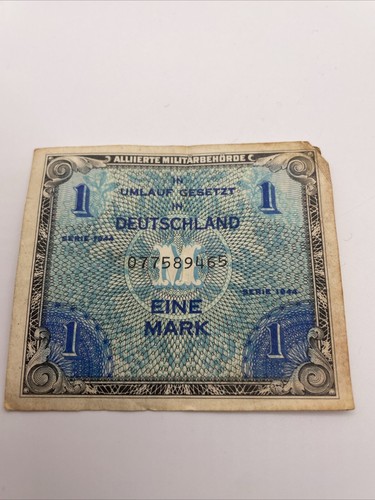 ALLIIERTE MILITÄRBEHÖRDE
1 IN 1
UMLAUF GESETZT
IN
DEUTSCHLAND
SERIE 1944
M
077589465
SERIE 1944
EINE
MARK
1 1